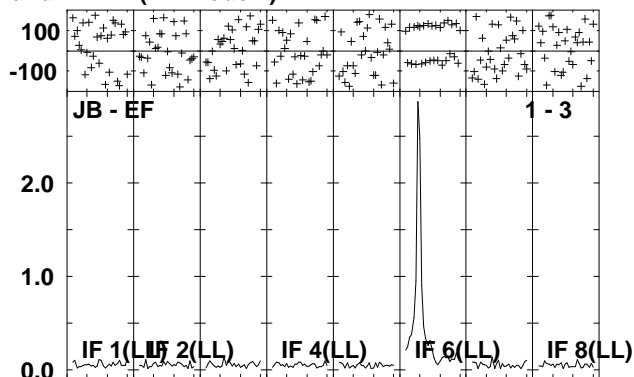 100
-100
JB - EF 1 - 3
2.0
1.0
IF 1(LL) IF 2(LL) IF 4(LL) IF 6(LL) IF 8(LL)
0.0